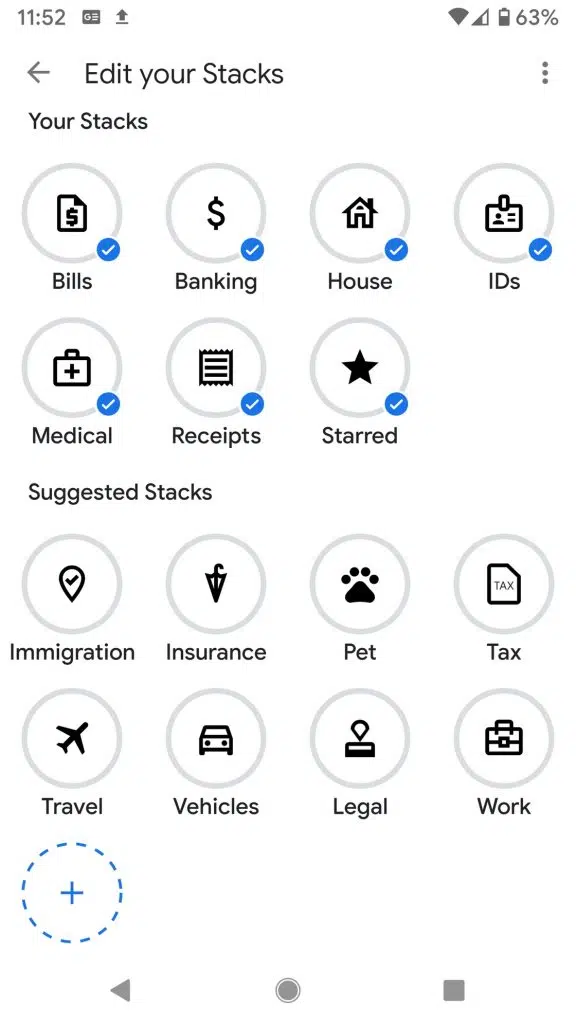 11:52 GE 63%
Edit your Stacks
Your Stacks
Bills Banking House IDs
Medical Receipts Starred
Suggested Stacks
TAX
Immigration Insurance Pet Tax
Travel Vehicles Legal Work